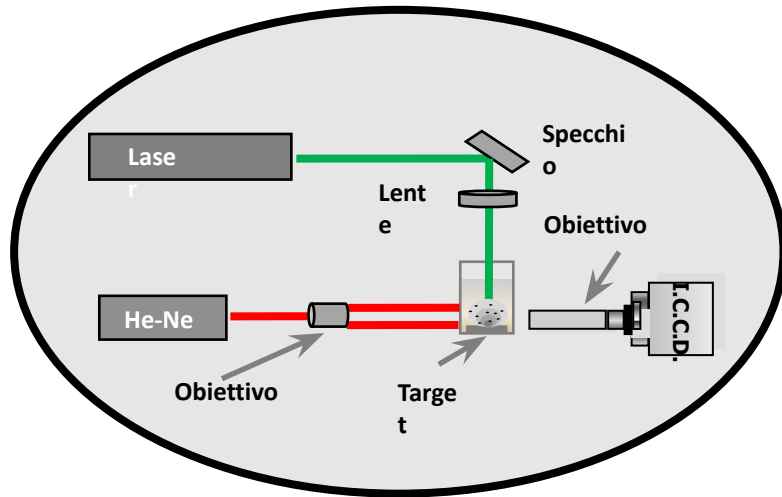 Specchi
o
Lase
r
Lent
e
Obiettivo
He-Ne
I.C.C.D.
Obiettivo
Targe
t